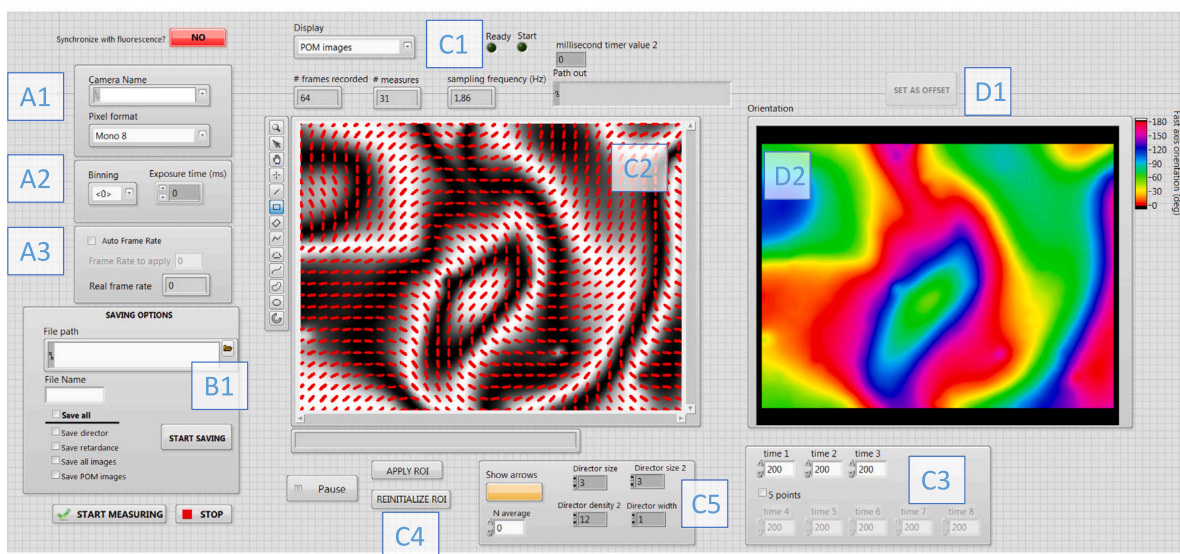 Synchronize with fluorescence? NO
Display
POM images
C1
Ready Start
millisecond timer value 2
0
A1
Camera Name
Pixel format
Mono 8
# frames recorded # measures sampling frequency (Hz) Path out
64 31 1,86
SET AS OFFSET D1
Orientation
C2
D2
180
150
120
90
60
30
0
Fast axis orientation (deg)
A2
Binning Exposure time (ms)
<0> 0
A3
Auto Frame Rate
Frame Rate to apply 0
Real frame rate 0
SAVING OPTIONS
File path
File Name
B1
Save all
Save director
Save retardance
Save all images
Save POM images
START SAVING
START MEASURING STOP
Pause
APPLY ROI
REINITIALIZE ROI
C4
Show arrows Director size Director size 2
3 3
N average Director density 2 Director width
0 12 1
C5
time 1 time 2 time 3
200 200 200
C3
5 points
time 4 time 5 time 6 time 7 time 8
200 200 200 200 200